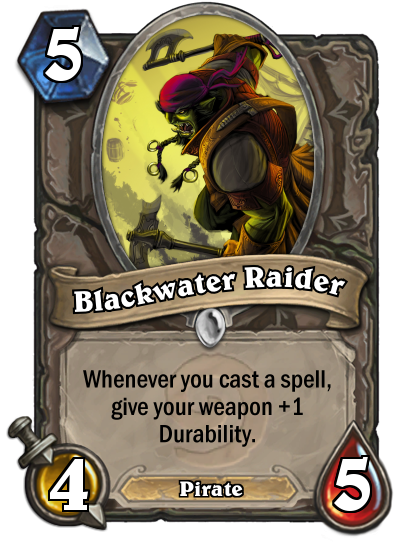 5
Blackwater Raider
Whenever you cast a spell,
give your weapon +1
Durability.
4
Pirate
5